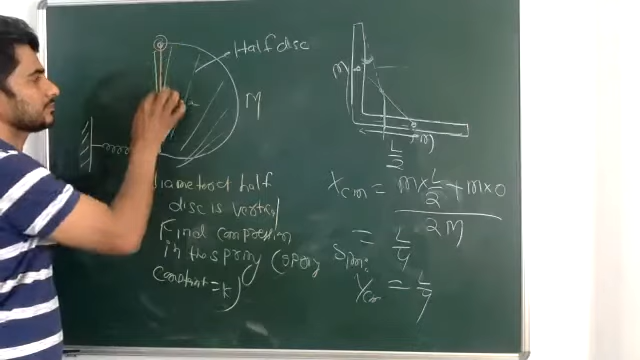 Half disc
M
Diameter of half
disc is vertical
Find compression
in the spring (spring
constant = k)
m
m
L/2
Xcm = m×L/2 + m×0
2M
= L/4
Ycm = L/4